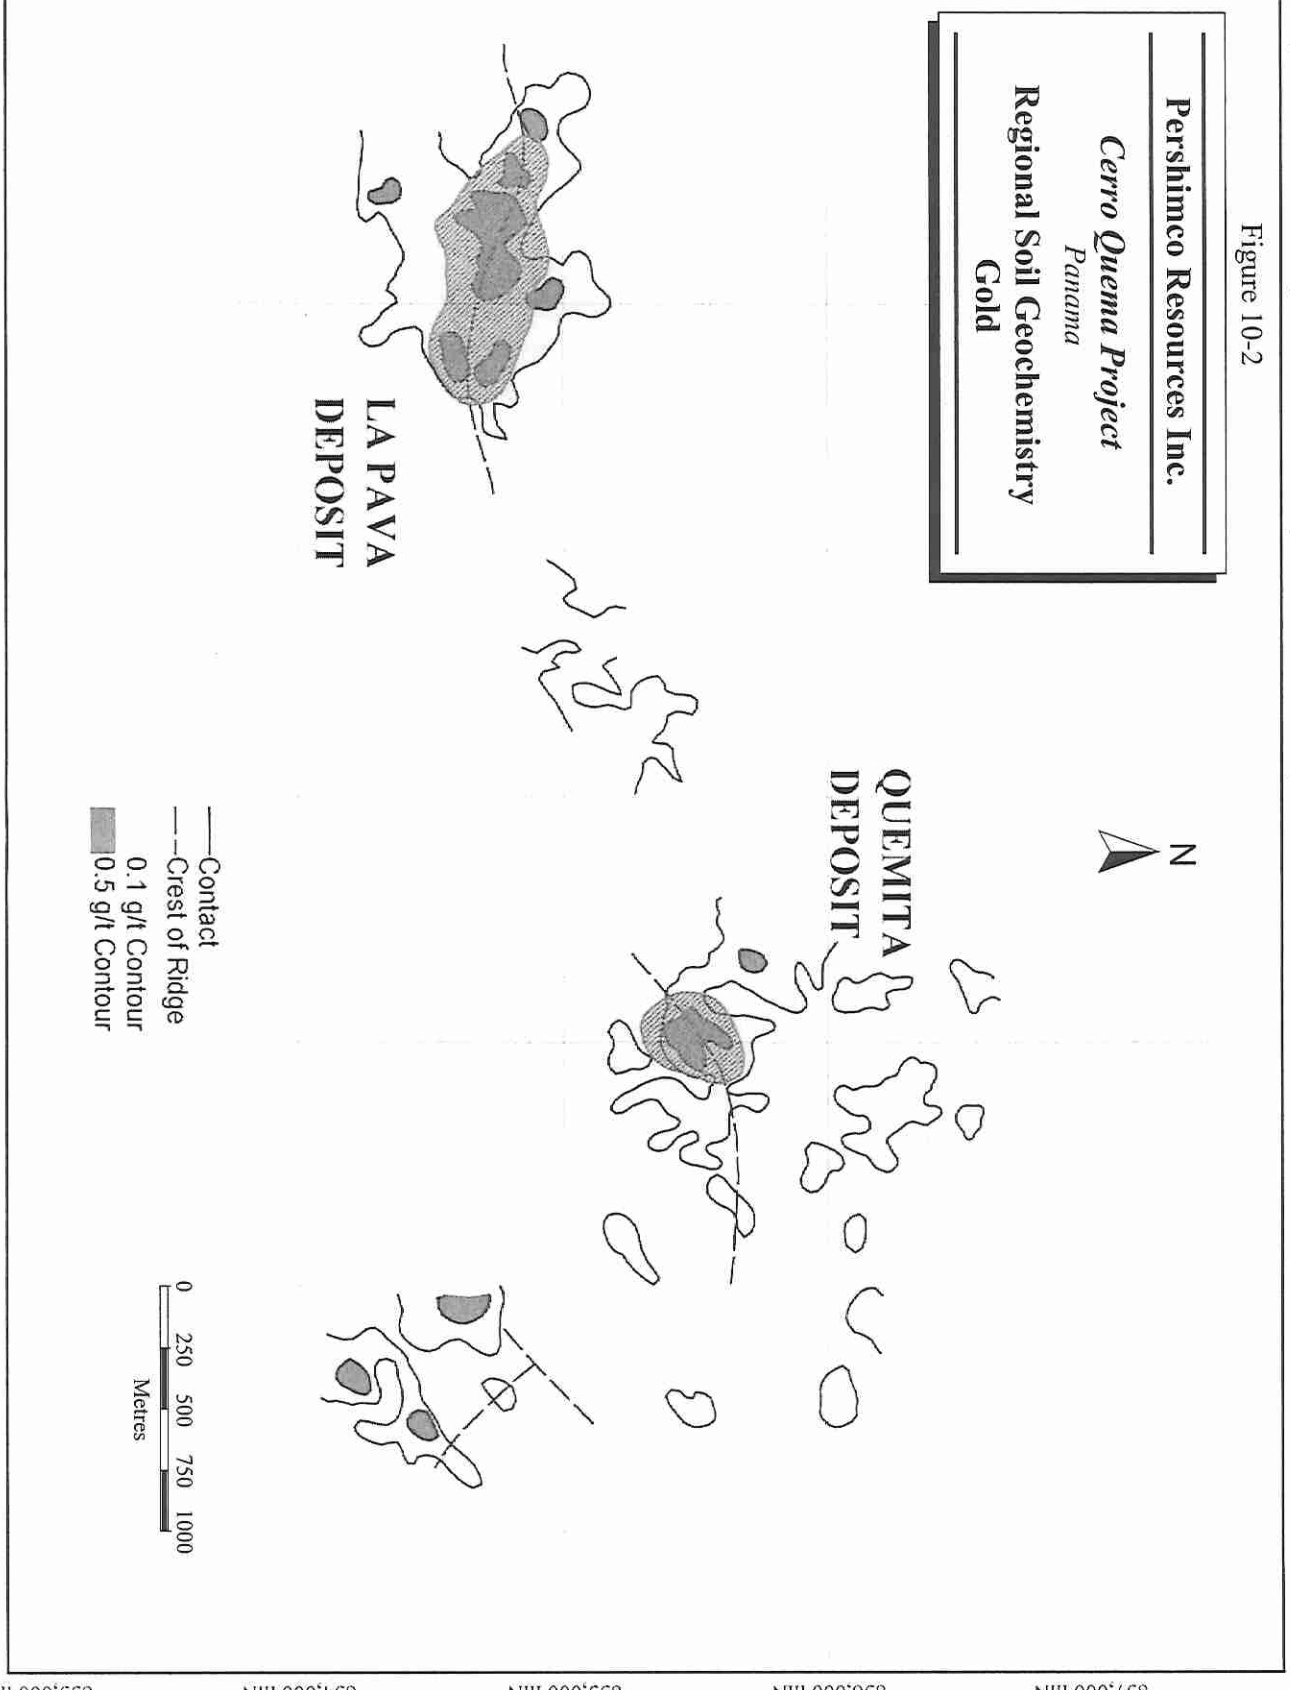 Figure 10-2
Pershimco Resources Inc.
Cerro Quema Project
Panama
Regional Soil Geochemistry
Gold
N
QUEMITA
DEPOSIT
LA PAVA
DEPOSIT
Contact
Crest of Ridge
0.1 g/t Contour
0.5 g/t Contour
0 250 500 750 1000
Metres